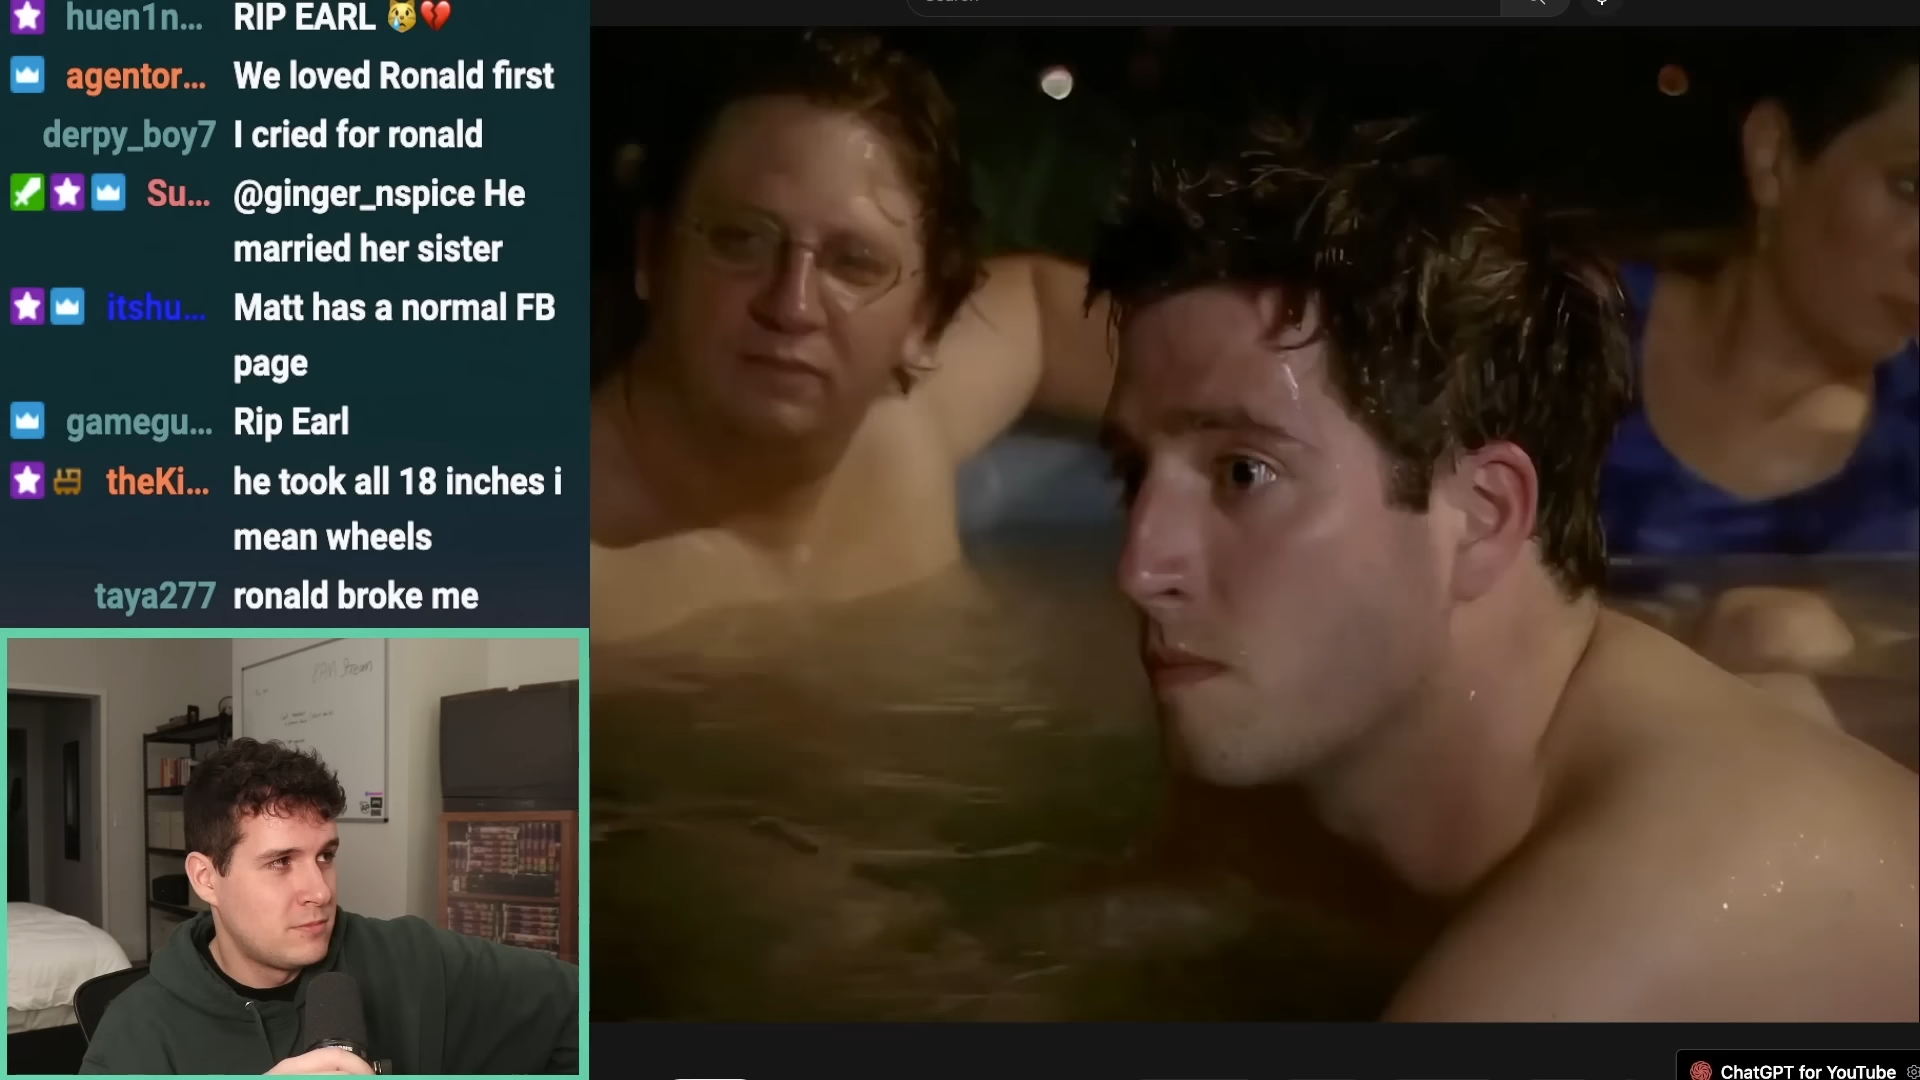 huen1n... RIP EARL 😿💔
agentor... We loved Ronald first
derpy_boy7 I cried for ronald
Su... @ginger_nspice He
married her sister
itshu... Matt has a normal FB
page
gamegu... Rip Earl
theKi... he took all 18 inches i
mean wheels
taya277 ronald broke me
Stream
ChatGPT for YouTube